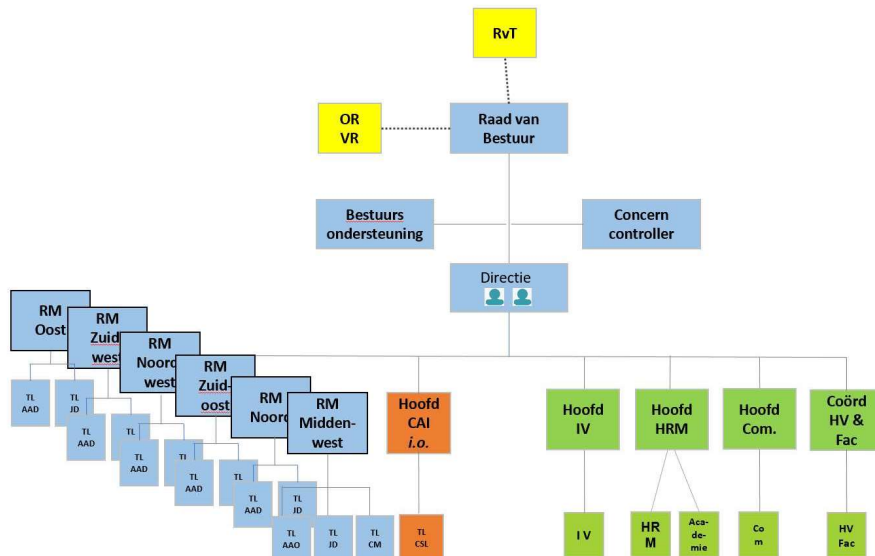 RvT
OR
VR
Raad van
Bestuur
Bestuurs
ondersteuning
Concern
controller
Directie
RM
Oost
RM
Zuid
west
RM
Noord
west
RM
Zuid-
oost
RM
Noord
RM
Midden-
west
Hoofd
CAI
i.o.
Hoofd
IV
Hoofd
HRM
Hoofd
Com.
Coörd
HV &
Fac
TL
AAD
TL
JD
TL
AAD
TL
TL
AAD
TL
TL
AAD
TL
TL
AAD
TL
JD
TL
AAO
TL
JD
TL
CM
TL
CSL
I V
HR
M
Aca-
de-
mie
Co
m
HV
Fac